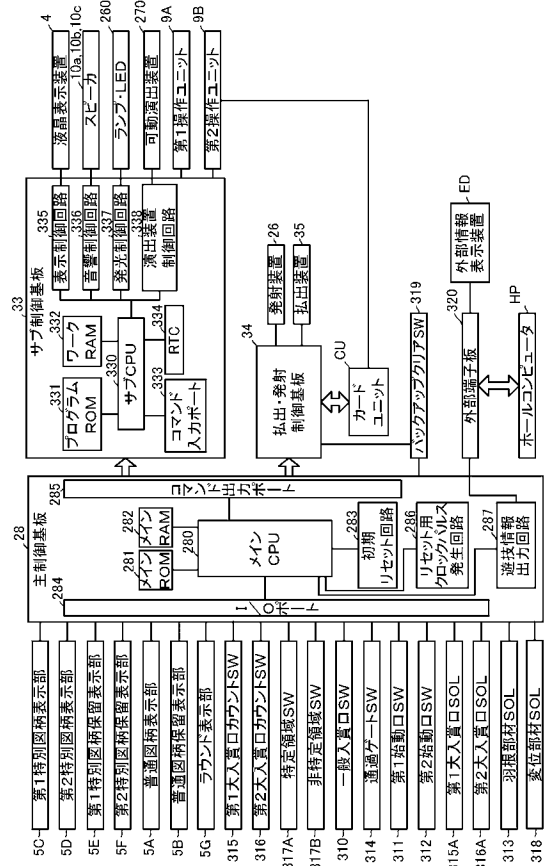 28
主制御基板
284
I/Oポート
メインROM
281
メインRAM
282
280
メインCPU
初期リセット回路
283
リセット用クロックパルス発生回路
286
遊技情報出力回路
287
コマンド出力ポート
285
5C
第1特別図柄表示部
5D
第2特別図柄表示部
5E
第1特別図柄保留表示部
5F
第2特別図柄保留表示部
5A
普通図柄表示部
5B
普通図柄保留表示部
5G
ラウンド表示部
315
第1大入賞口カウントSW
316
第2大入賞口カウントSW
317A
特定領域SW
317B
非特定領域SW
310
一般入賞口SW
314
通過ゲートSW
311
第1始動口SW
312
第2始動口SW
315A
第1大入賞口SOL
316A
第2大入賞口SOL
313
羽根部材SOL
318
変位部材SOL
33
サブ制御基板
331
プログラムROM
332
ワークRAM
330
サブCPU
333
コマンド入力ポート
334
RTC
335
表示制御回路
336
音響制御回路
337
発光制御回路
338
演出装置制御回路
4
液晶表示装置
10a,10b,10c
スピーカ
260
ランプ・LED
270
可動演出装置
9A
第1操作ユニット
9B
第2操作ユニット
34
払出・発射制御基板
26
発射装置
35
払出装置
CU
カードユニット
319
バックアップクリアSW
320
外部端子板
ED
外部情報表示装置
HP
ホールコンピュータ